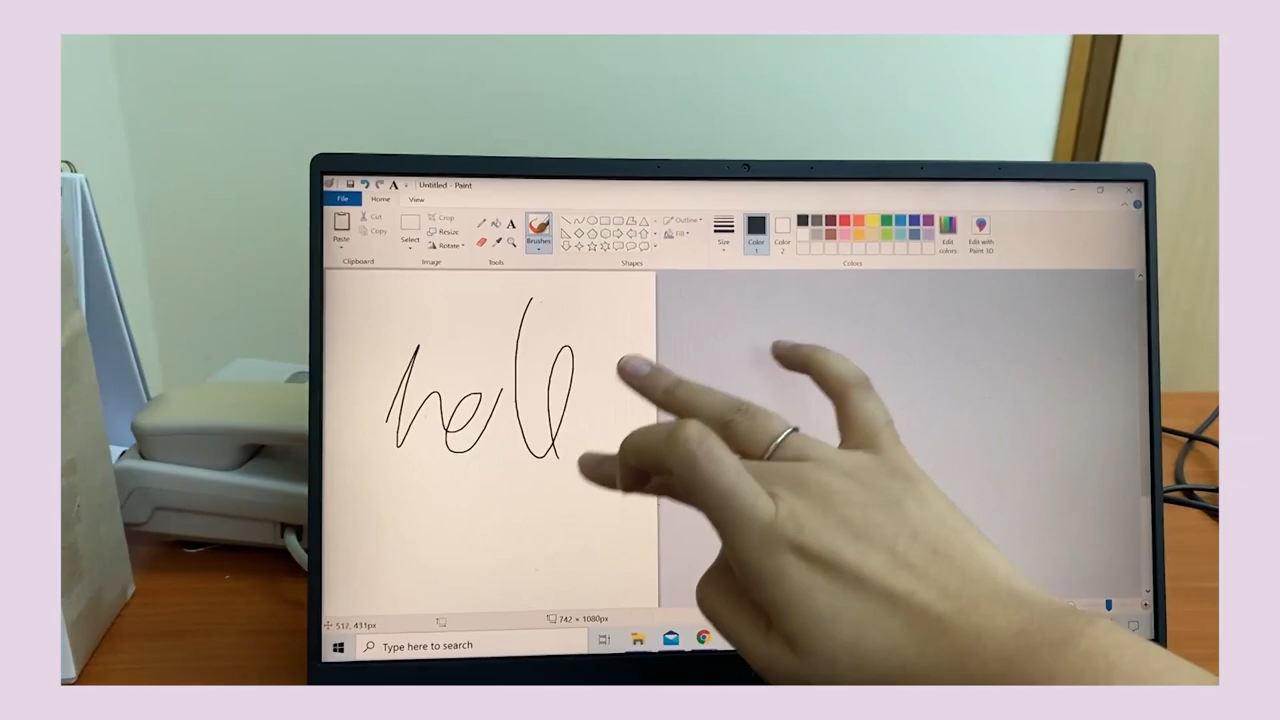 Untitled - Paint
File Home View
Paste Cut Copy
Clipboard
Select Crop Resize Rotate
Image
Tools
Brushes
Shapes
Outline
Fill
Size
Color 1
Color 2
Edit colors
Edit with Paint 3D
Colors
hell
517, 431px
742 × 1080px
Type here to search